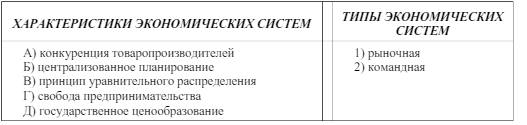 ХАРАКТЕРИСТИКИ ЭКОНОМИЧЕСКИХ СИСТЕМ
ТИПЫ ЭКОНОМИЧЕСКИХ
СИСТЕМ
А) конкуренция товаропроизводителей
Б) централизованное планирование
В) принцип уравнительного распределения
Г) свобода предпринимательства
Д) государственное ценообразование
1) рыночная
2) командная